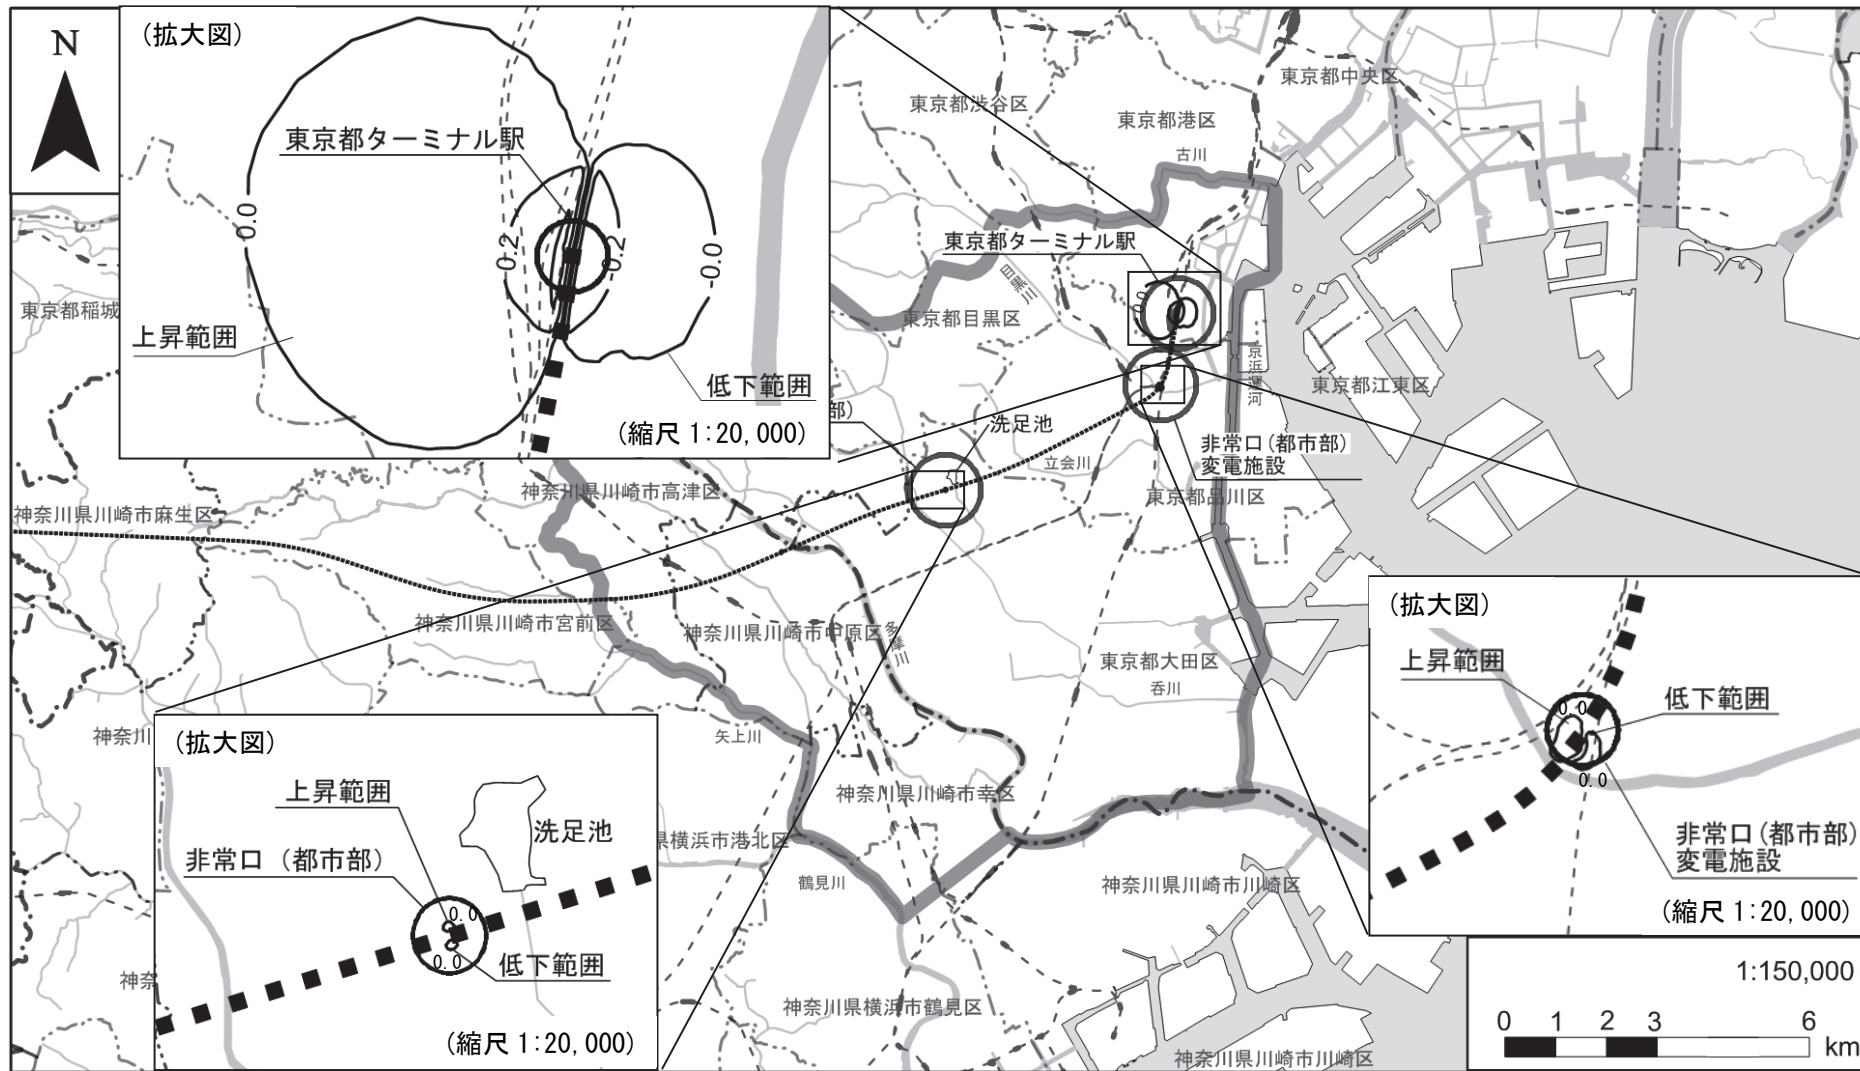 N
(拡大図)
東京都ターミナル駅
0.0
-0.2
-0.2
-0.0
上昇範囲
低下範囲
(縮尺 1:20,000)
東京都稲城
東京都渋谷区
東京都港区
東京都中央区
古川
東京都ターミナル駅
目黒川
東京都目黒区
0.0
京浜運河
東京都江東区
部)
洗足池
立会川
非常口(都市部)
変電施設
東京都品川区
神奈川県川崎市高津区
神奈川県川崎市麻生区
神奈川県川崎市宮前区
神奈川県川崎市中原区
多摩川
東京都大田区
呑川
神奈川
矢上川
神奈川県川崎市幸区
県横浜市港北区
鶴見川
神奈川県川崎市川崎区
神奈
神奈川県横浜市鶴見区
神奈川県川崎市川崎区
(拡大図)
上昇範囲
洗足池
非常口 (都市部)
0.0
0.0
低下範囲
(縮尺 1:20,000)
(拡大図)
上昇範囲
0.0
低下範囲
0.0
非常口(都市部)
変電施設
(縮尺 1:20,000)
1:150,000
0 1 2 3 6
km